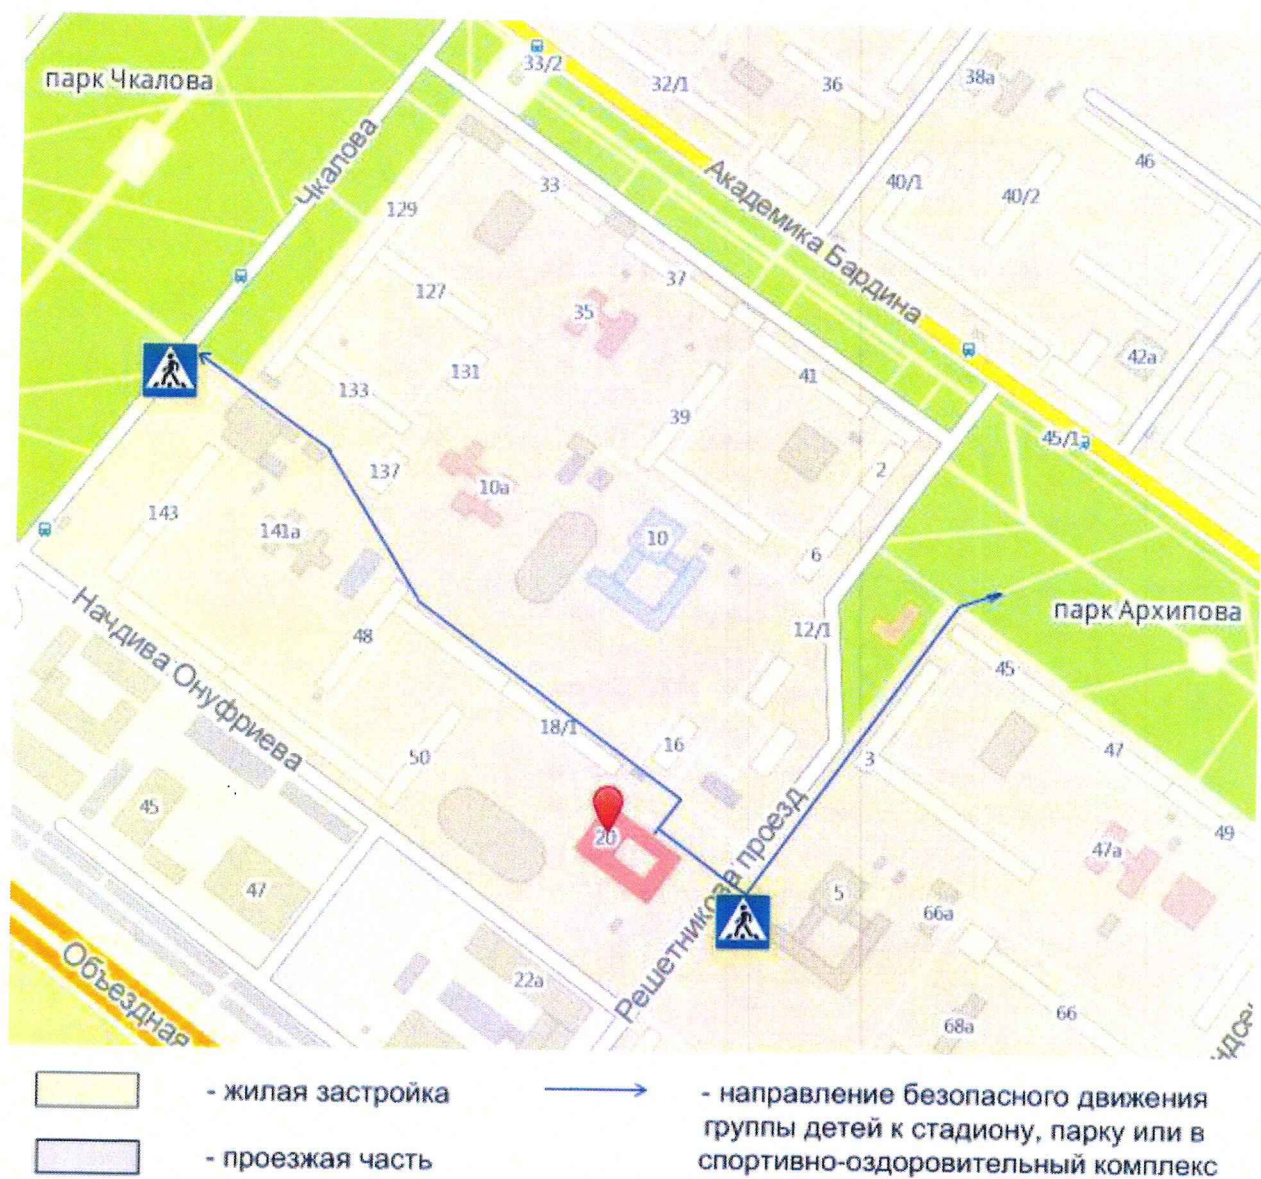 парк Чкалова
33/2
32/1
36
38а
46
Чкалова
33
Академика Бардина
40/1
40/2
129
127
37
35
42а
131
133
41
39
45/1а
137
10а
2
143
141а
10
6
Начдива Онуфриева
48
12/1
парк Архипова
45
18/1
16
47
50
3
45
20
49
47а
47
Решетникова проезд
5
66а
Объездная
22а
66
68а
- жилая застройка
- проезжая часть
- направление безопасного движения
группы детей к стадиону, парку или в
спортивно-оздоровительный комплекс